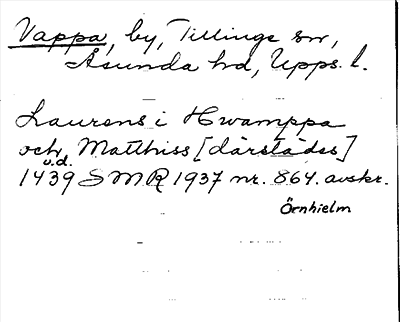 Vappa, by, Tillinge sn,
Åsunda hd, Upps. l.
Laurens i Hwamppa
och Matthiss [därstädes]
u.d.
1439 SMR 1937 nr. 864. avskr.
Örnhielm